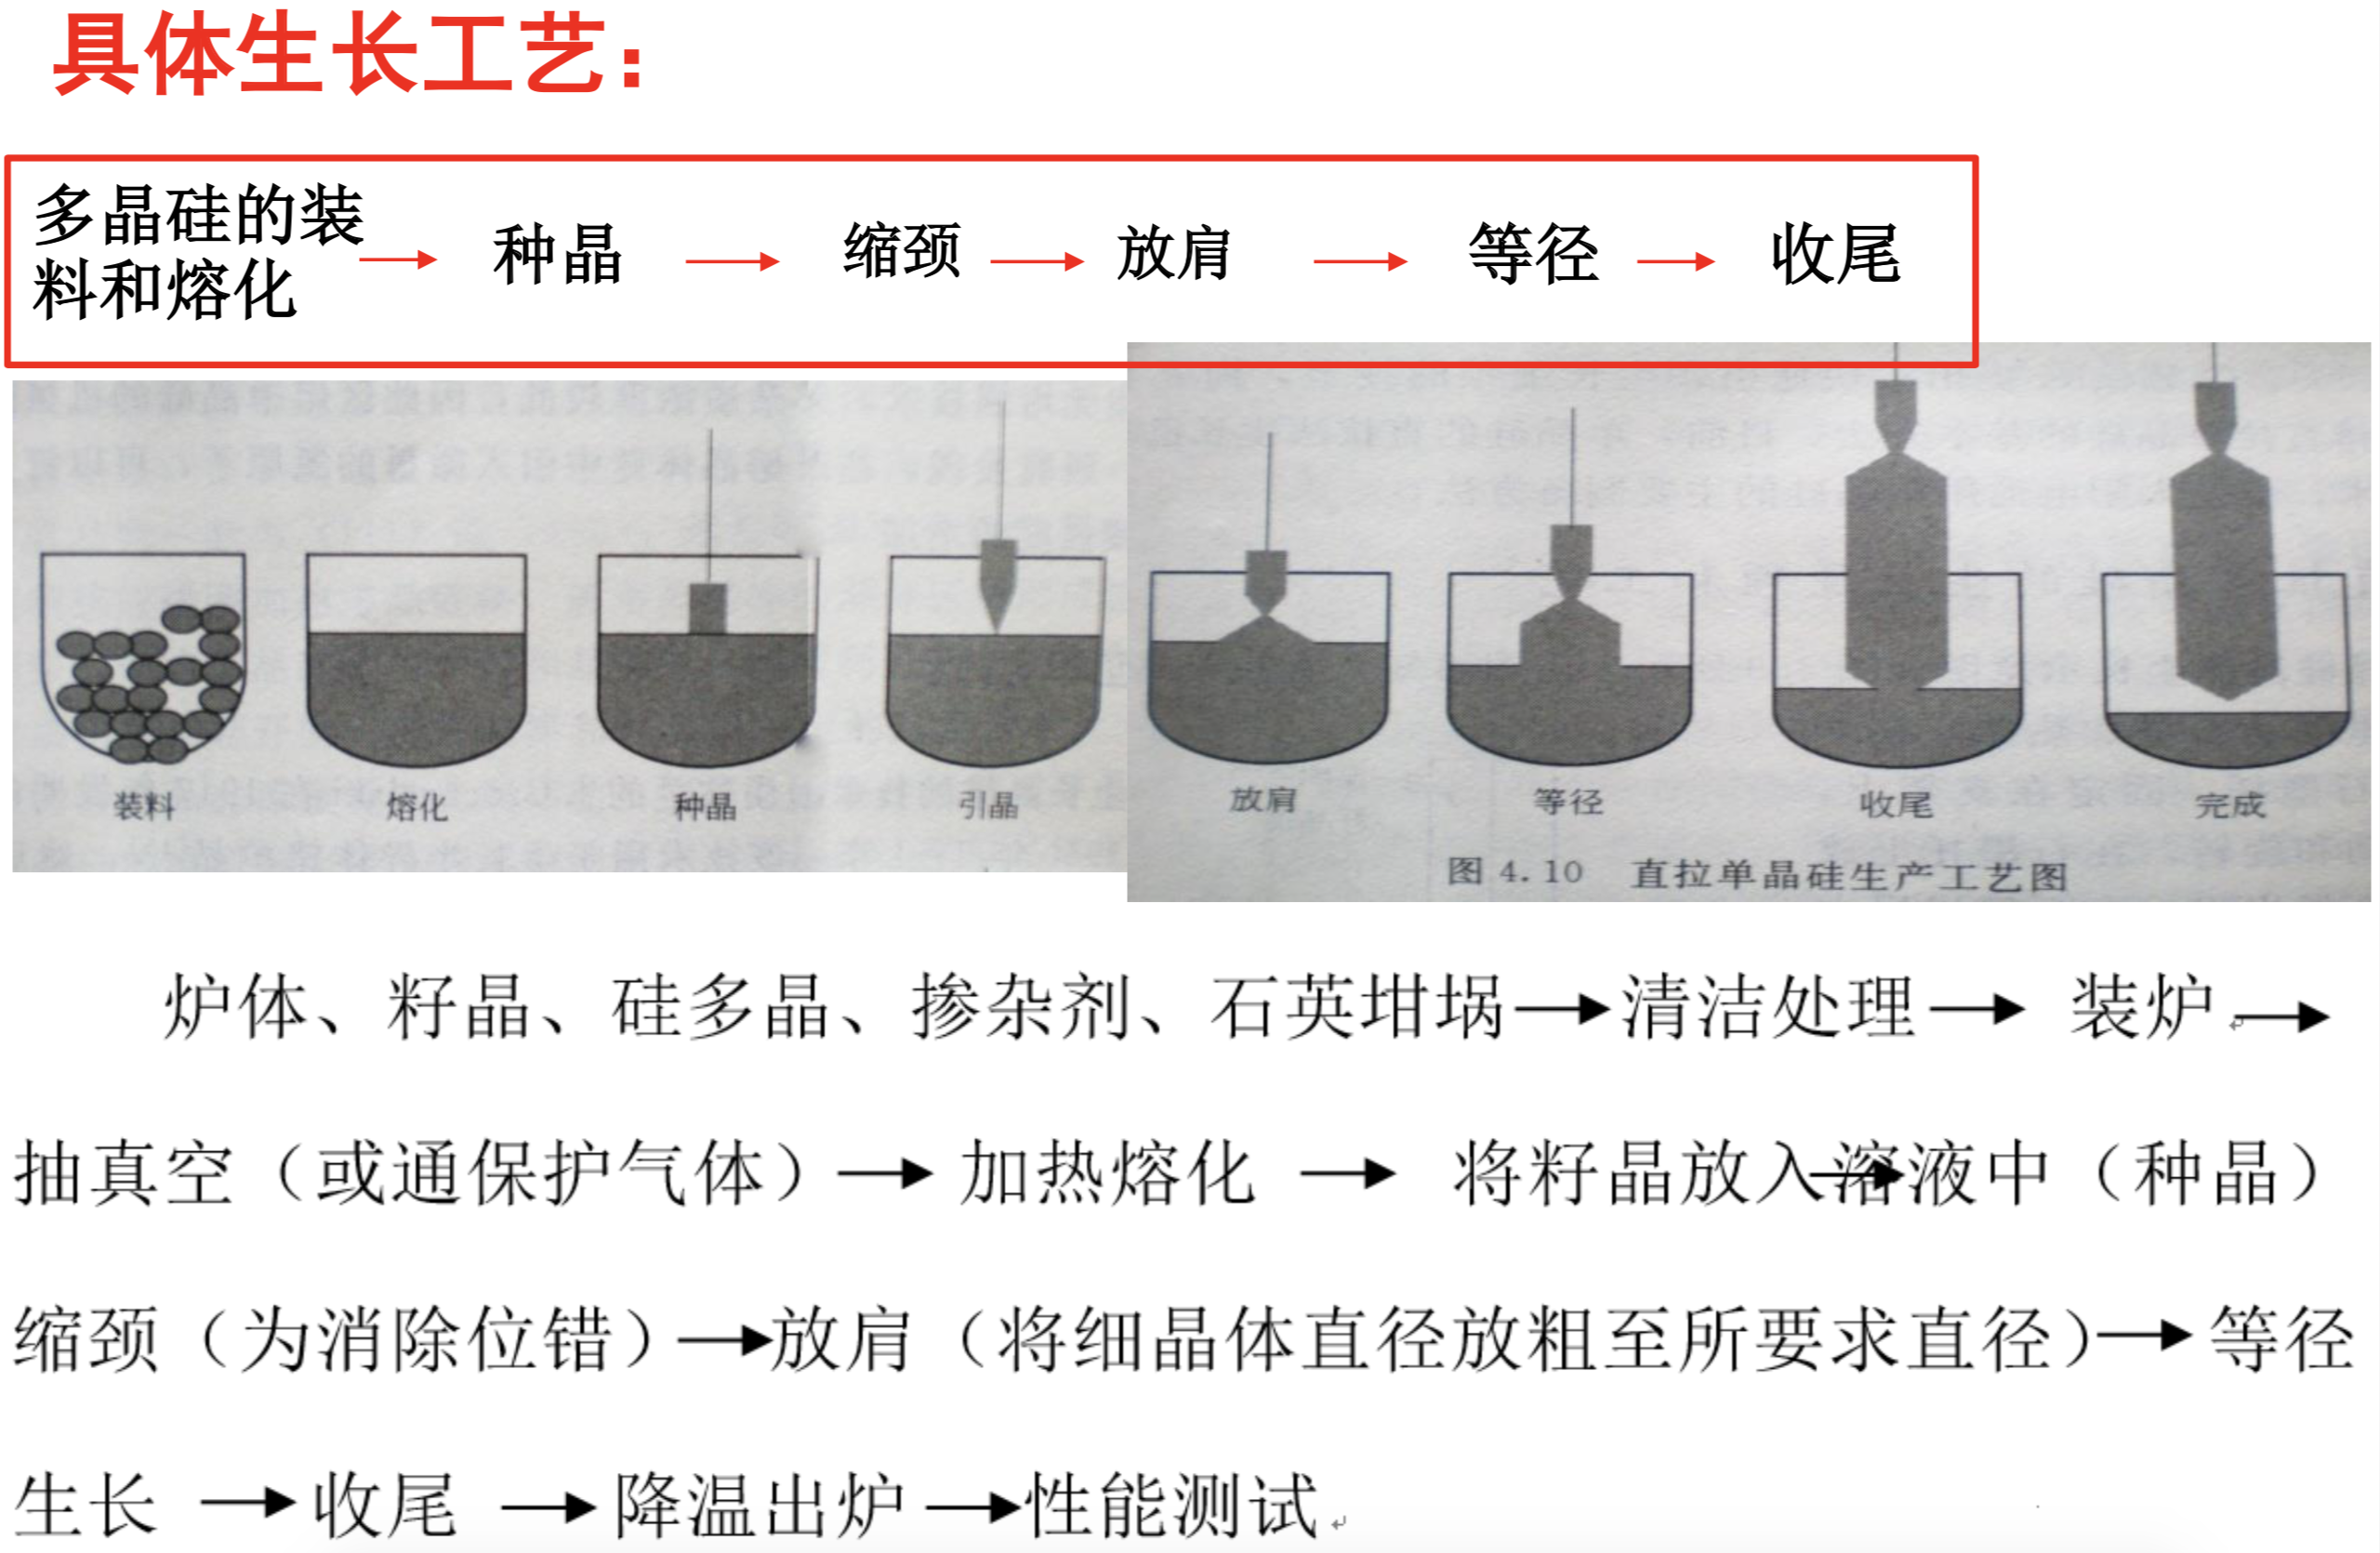 具体生长工艺：
多晶硅的装料和熔化 → 种晶 → 缩颈 → 放肩 → 等径 → 收尾
装料 熔化 种晶 引晶 放肩 等径 收尾 完成
图 4.10 直拉单晶硅生产工艺图
炉体、籽晶、硅多晶、掺杂剂、石英坩埚→清洁处理→ 装炉→
抽真空（或通保护气体）→ 加热熔化 → 将籽晶放入溶液中（种晶）→
缩颈（为消除位错）→放肩（将细晶体直径放粗至所要求直径）→ 等径
生长 →收尾 → 降温出炉 →性能测试